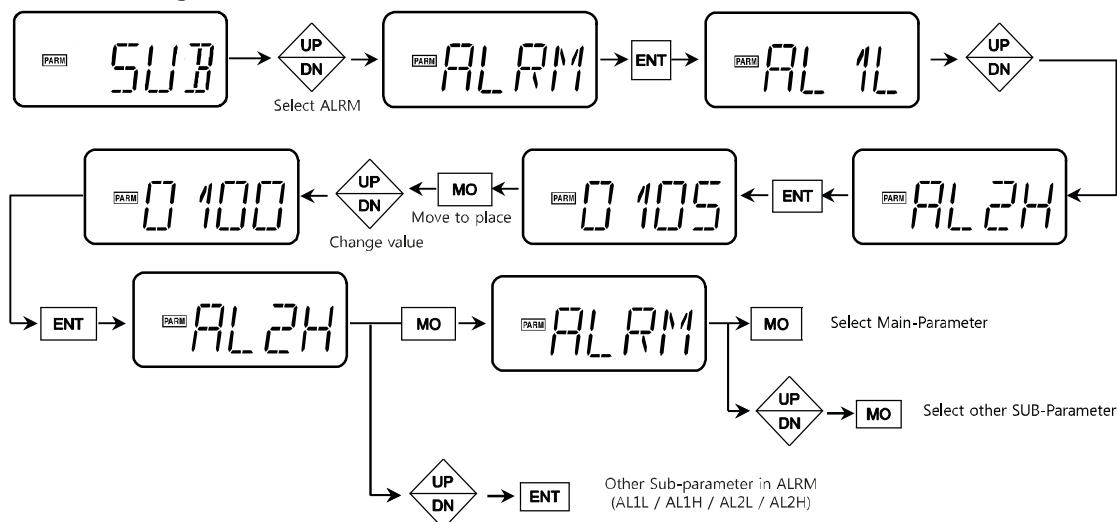 PARM SUB
UP
DN
Select ALRM
PARM ALRM
ENT
PARM AL 1L
UP
DN
PARM 0 100
UP
DN
Change value
MO
Move to place
PARM 0 105
ENT
PARM AL2H
ENT
PARM AL2H
MO
PARM ALRM
MO
Select Main-Parameter
UP
DN
MO
Select other SUB-Parameter
UP
DN
ENT
Other Sub-parameter in ALRM
(AL1L / AL1H / AL2L / AL2H)